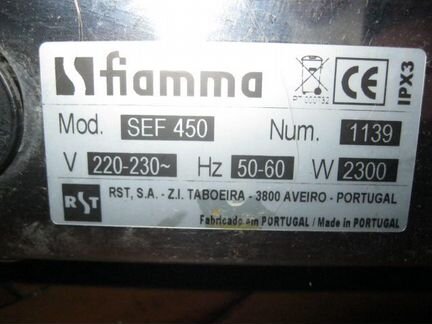 fiamma CE IPX3
PT 000732
Mod. SEF 450 Num. 1139
V 220-230~ Hz 50-60 W 2300
RST RST, S.A. - Z.I. TABOEIRA - 3800 AVEIRO - PORTUGAL
Fabricado em PORTUGAL / Made in PORTUGAL